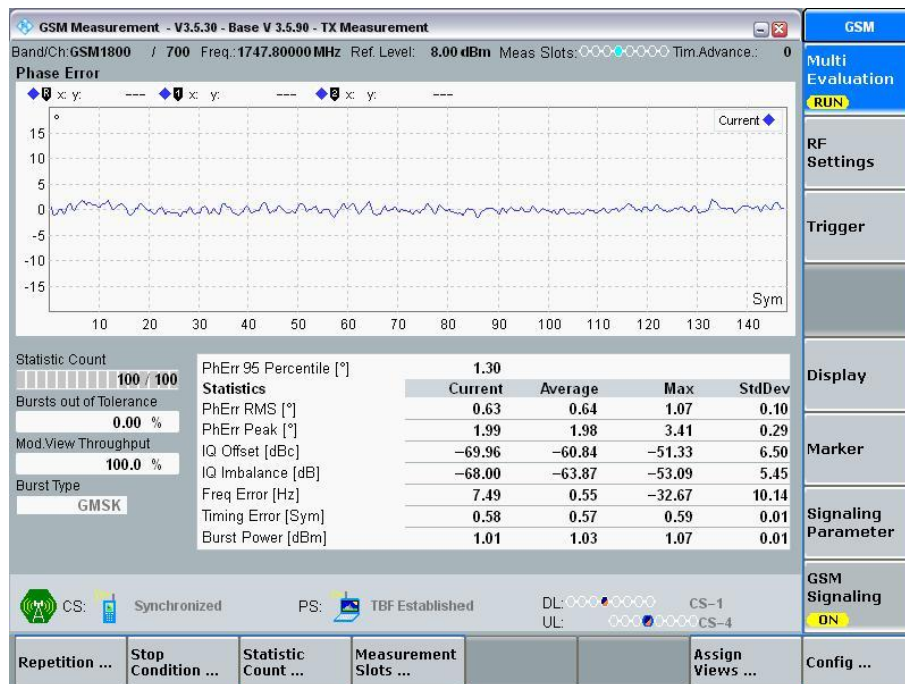 GSM Measurement - V3.5.30 - Base V 3.5.90 - TX Measurement
GSM
Band/Ch:GSM1800 / 700 Freq.:1747.80000 MHz Ref. Level: 8.00 dBm Meas Slots: Tim.Advance.: 0
Phase Error
R x: y: --- 1 x: y: --- 2 x: y: ---
°
Current
15
10
5
0
-5
-10
-15
Sym
10 20 30 40 50 60 70 80 90 100 110 120 130 140
Statistic Count
100 / 100
Bursts out of Tolerance
0.00 %
Mod.View Throughput
100.0 %
Burst Type
GMSK
PhErr 95 Percentile [°] 1.30
Statistics Current Average Max StdDev
PhErr RMS [°] 0.63 0.64 1.07 0.10
PhErr Peak [°] 1.99 1.98 3.41 0.29
IQ Offset [dBc] −69.96 −60.84 −51.33 6.50
IQ Imbalance [dB] −68.00 −63.87 −53.09 5.45
Freq Error [Hz] 7.49 0.55 −32.67 10.14
Timing Error [Sym] 0.58 0.57 0.59 0.01
Burst Power [dBm] 1.01 1.03 1.07 0.01
CS: Synchronized PS: TBF Established DL: CS-1
UL: CS-4
Multi
Evaluation
RUN
RF
Settings
Trigger
Display
Marker
Signaling
Parameter
GSM
Signaling
ON
Repetition ...
Stop
Condition ...
Statistic
Count ...
Measurement
Slots ...
Assign
Views ...
Config ...